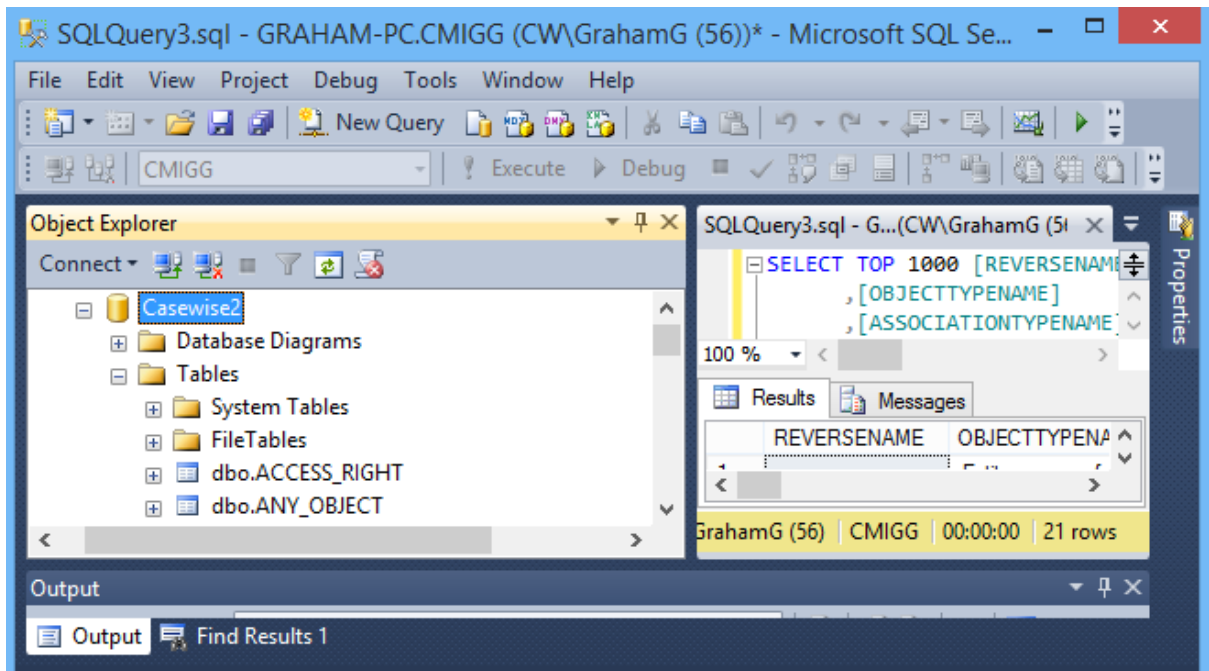 SQLQuery3.sql - GRAHAM-PC.CMIGG (CW\GrahamG (56))* - Microsoft SQL Se...
File Edit View Project Debug Tools Window Help
New Query
CMIGG Execute Debug
Object Explorer
Connect
Casewise2
Database Diagrams
Tables
System Tables
FileTables
dbo.ACCESS_RIGHT
dbo.ANY_OBJECT
SQLQuery3.sql - G...(CW\GrahamG (5
SELECT TOP 1000 [REVERSENAME
,[OBJECTTYPENAME]
,[ASSOCIATIONTYPENAME]
100 %
Results Messages
REVERSENAME OBJECTTYPENA
GrahamG (56) CMIGG 00:00:00 21 rows
Properties
Output
Output Find Results 1